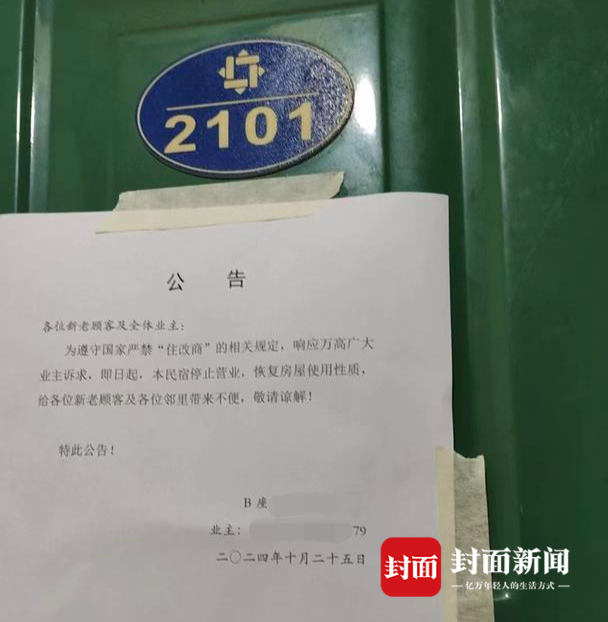 2101
公 告
各位新老顾客及全体业主：
为遵守国家严禁“住改商”的相关规定，响应万高广大
业主诉求，即日起，本民宿停止营业，恢复房屋使用性质，
给各位新老顾客及各位邻里带来不便，敬请谅解！
特此公告！
B 座
业主： 79
二〇二四年十月二十五日
封面
封面新闻
亿万年轻人的生活方式